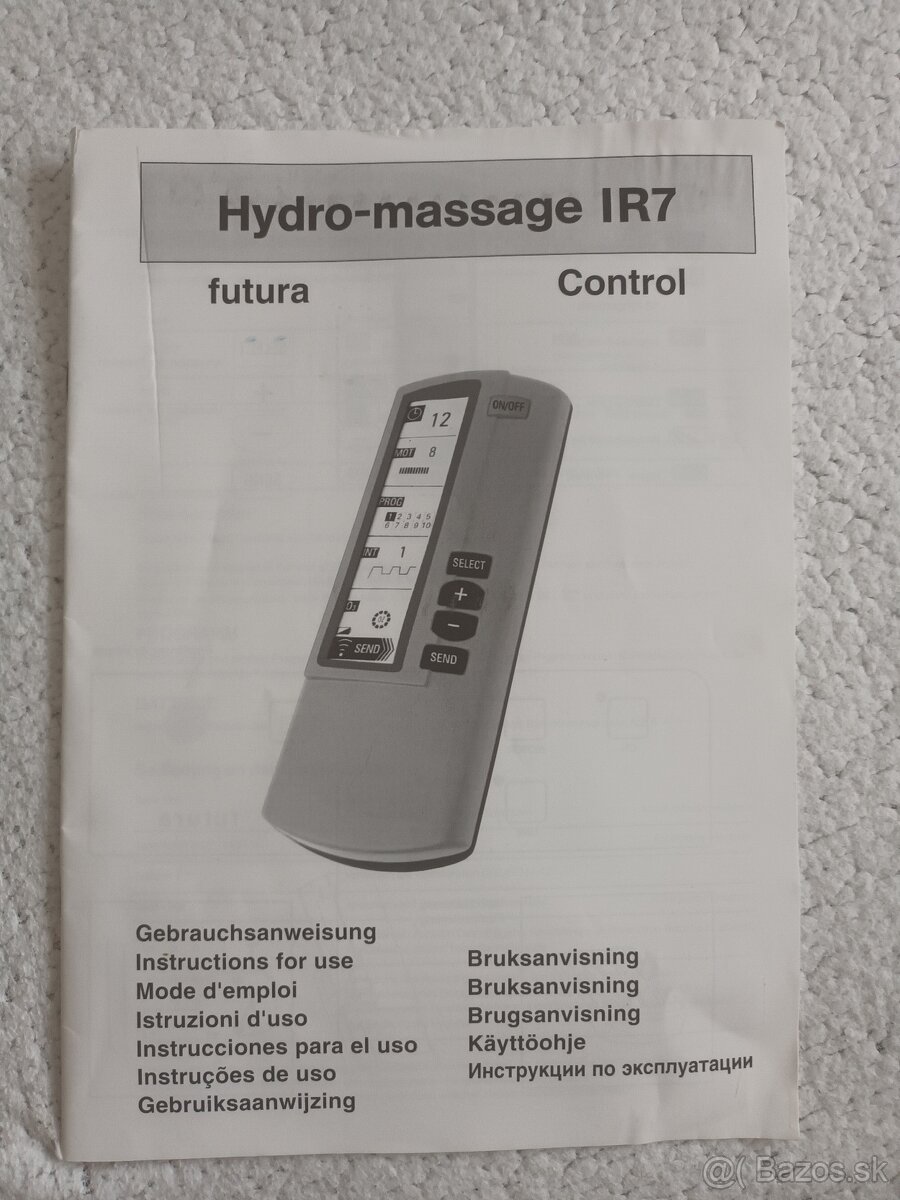 Hydro-massage IR7
futura
Control
ON/OFF
12
MOT 8
PROG
1 2 3 4 5
6 7 8 9 10
INT 1
SEND
SELECT
+
−
SEND
Gebrauchsanweisung
Instructions for use
Mode d'emploi
Istruzioni d'uso
Instrucciones para el uso
Instruções de uso
Gebruiksaanwijzing
Bruksanvisning
Bruksanvisning
Brugsanvisning
Käyttöohje
Инструкции по эксплуатации
@( Bazos.sk